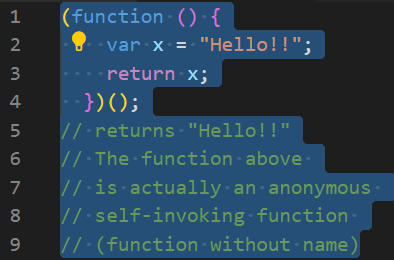 1 (function () {
2 var x = "Hello!!";
3 return x;
4 })();
5 // returns "Hello!!"
6 // The function above
7 // is actually an anonymous
8 // self-invoking function
9 // (function without name)